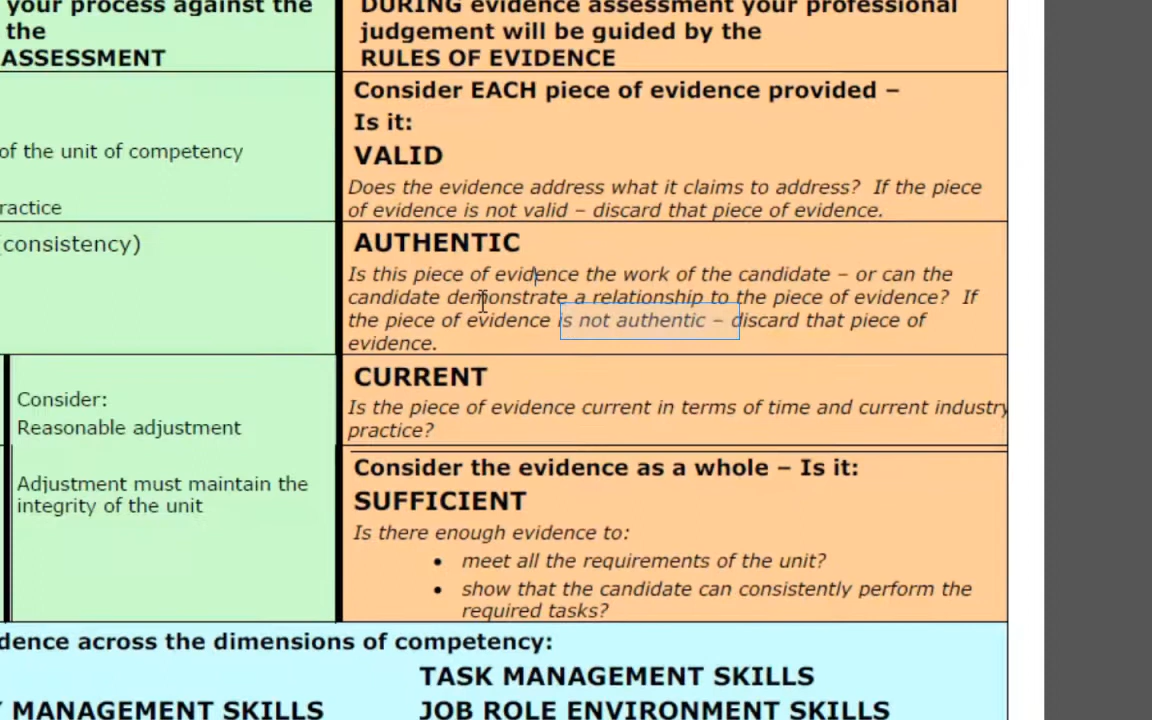 your process against the
the
ASSESSMENT
of the unit of competency
ractice
(consistency)
Consider:
Reasonable adjustment
Adjustment must maintain the
integrity of the unit
DURING evidence assessment your professional
judgement will be guided by the
RULES OF EVIDENCE
Consider EACH piece of evidence provided –
Is it:
VALID
Does the evidence address what it claims to address?  If the piece
of evidence is not valid – discard that piece of evidence.
AUTHENTIC
Is this piece of evidence the work of the candidate – or can the
candidate demonstrate a relationship to the piece of evidence?  If
the piece of evidence is not authentic – discard that piece of
evidence.
CURRENT
Is the piece of evidence current in terms of time and current industry
practice?
Consider the evidence as a whole – Is it:
SUFFICIENT
Is there enough evidence to:
• meet all the requirements of the unit?
• show that the candidate can consistently perform the
required tasks?
dence across the dimensions of competency:
TASK MANAGEMENT SKILLS
Y MANAGEMENT SKILLS
JOB ROLE ENVIRONMENT SKILLS